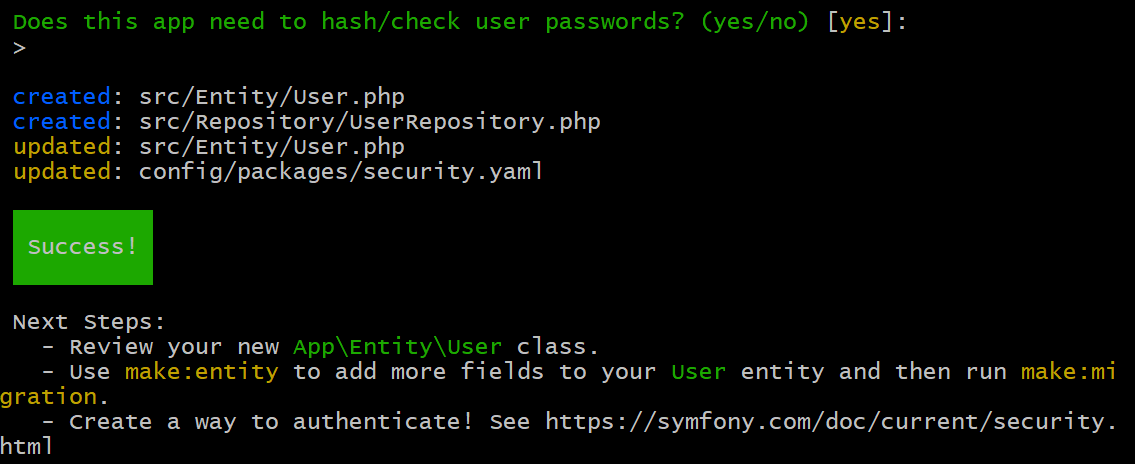 Does this app need to hash/check user passwords? (yes/no) [yes]:
>
created: src/Entity/User.php
created: src/Repository/UserRepository.php
updated: src/Entity/User.php
updated: config/packages/security.yaml
Success!
Next Steps:
- Review your new App\Entity\User class.
- Use make:entity to add more fields to your User entity and then run make:mi
gration.
- Create a way to authenticate! See https://symfony.com/doc/current/security.
html